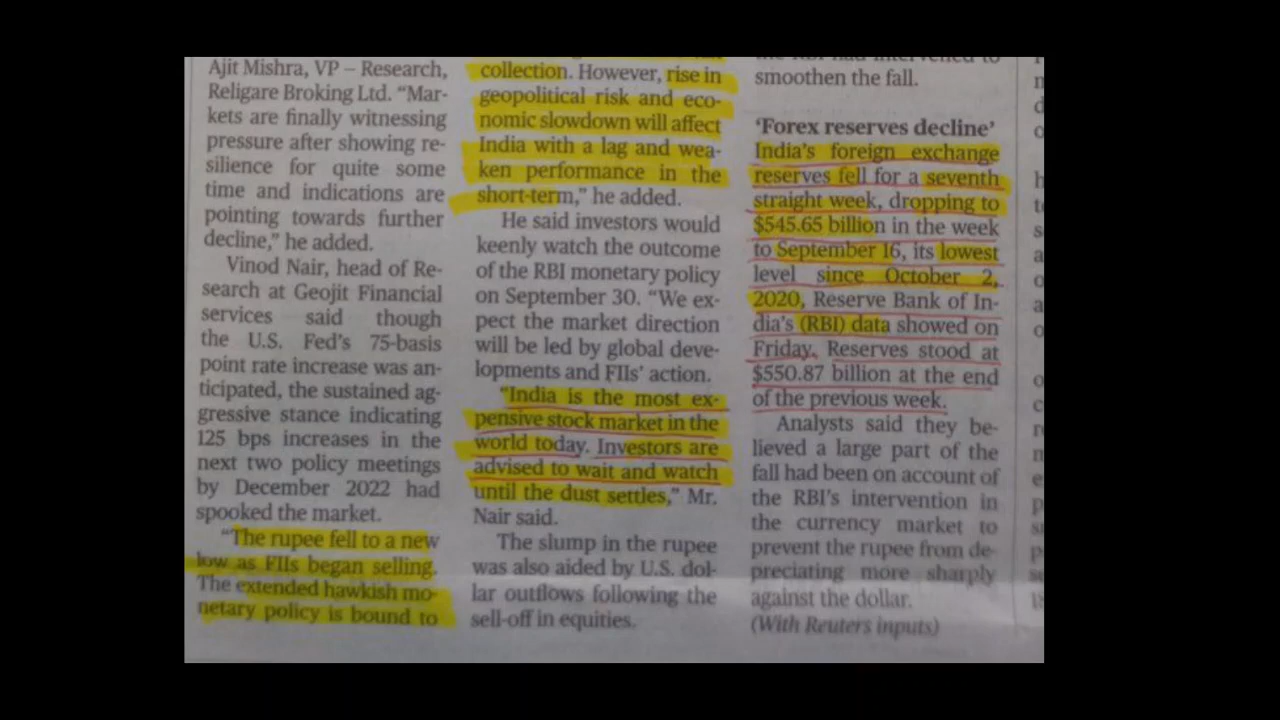 Ajit Mishra, VP – Research,
Religare Broking Ltd. “Mar-
kets are finally witnessing
pressure after showing re-
silience for quite some
time and indications are
pointing towards further
decline,” he added.
Vinod Nair, head of Re-
search at Geojit Financial
services said though
the U.S. Fed’s 75-basis
point rate increase was an-
ticipated, the sustained ag-
gressive stance indicating
125 bps increases in the
next two policy meetings
by December 2022 had
spooked the market.
“The rupee fell to a new
low as FIIs began selling.
The extended hawkish mo-
netary policy is bound to
collection. However, rise in
geopolitical risk and eco-
nomic slowdown will affect
India with a lag and wea-
ken performance in the
short-term,” he added.
He said investors would
keenly watch the outcome
of the RBI monetary policy
on September 30. “We ex-
pect the market direction
will be led by global deve-
lopments and FIIs’ action.
“India is the most ex-
pensive stock market in the
world today. Investors are
advised to wait and watch
until the dust settles,” Mr.
Nair said.
The slump in the rupee
was also aided by U.S. dol-
lar outflows following the
sell-off in equities.
the RBI had intervened to
smoothen the fall.
‘Forex reserves decline’
India’s foreign exchange
reserves fell for a seventh
straight week, dropping to
$545.65 billion in the week
to September 16, its lowest
level since October 2,
2020, Reserve Bank of In-
dia’s (RBI) data showed on
Friday. Reserves stood at
$550.87 billion at the end
of the previous week.
Analysts said they be-
lieved a large part of the
fall had been on account of
the RBI’s intervention in
the currency market to
prevent the rupee from de-
preciating more sharply
against the dollar.
(With Reuters inputs)